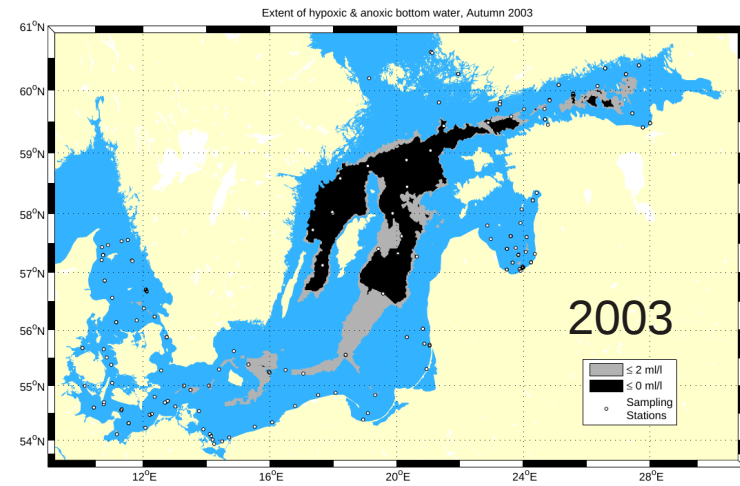 Extent of hypoxic & anoxic bottom water, Autumn 2003
61°N
60°N
59°N
58°N
57°N
56°N
55°N
54°N
2003
≤ 2 ml/l
≤ 0 ml/l
Sampling
Stations
12°E 16°E 20°E 24°E 28°E